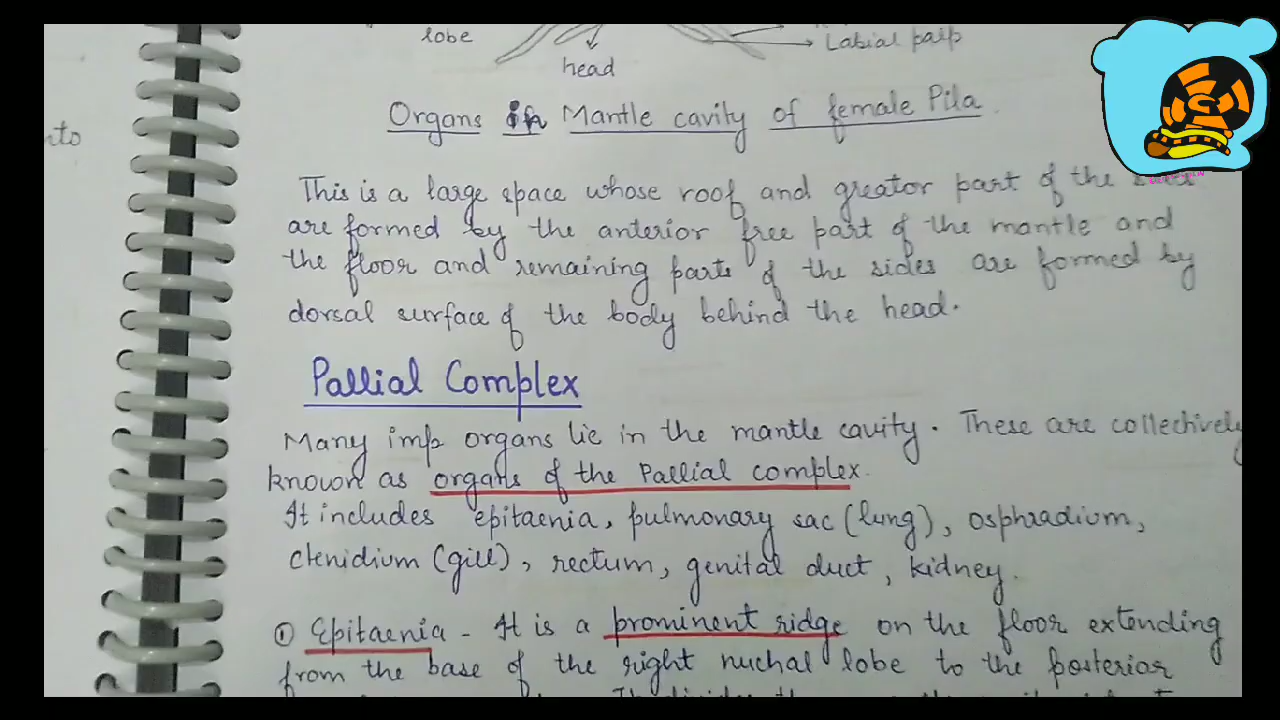 lobe
Labial palp
head
nto
Organs in Mantle cavity of female Pila
This is a large space whose roof and greator part of the
are formed by the anterior free part of the mantle and
the floor and remaining parts of the sides are formed by
dorsal surface of the body behind the head.
Pallial Complex
Many imp organs lie in the mantle cavity. These are collectively
known as organs of the Pallial complex.
It includes epitaenia, pulmonary sac (lung), osphradium,
ctenidium (gill), rectum, genital duct, kidney.
① Epitaenia - It is a prominent ridge on the floor extending
from the base of the right nuchal lobe to the posterior